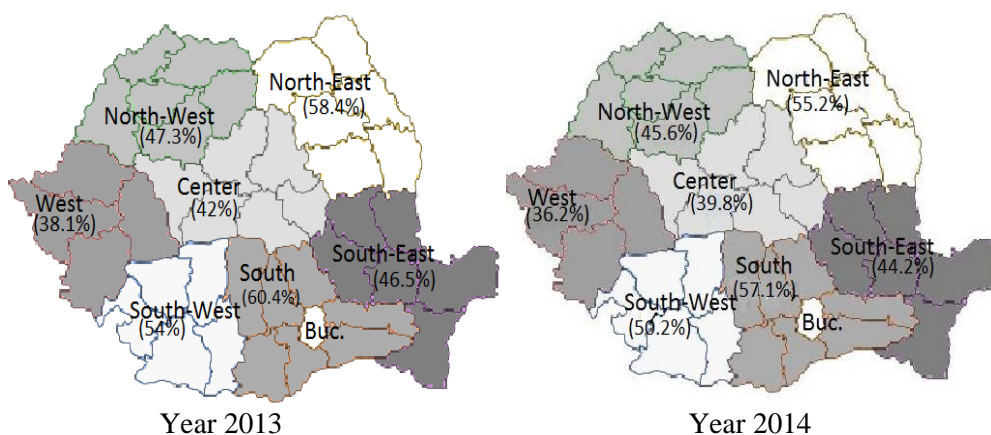 North-East
(58.4%)
North-West
(47.3%)
Center
(42%)
West
(38.1%)
South-East
(46.5%)
South
(60.4%)
South-West
(54%)
Buc.
Year 2013
North-East
(55.2%)
North-West
(45.6%)
Center
(39.8%)
West
(36.2%)
South-East
(44.2%)
South
(57.1%)
South-West
(50.2%)
Buc.
Year 2014